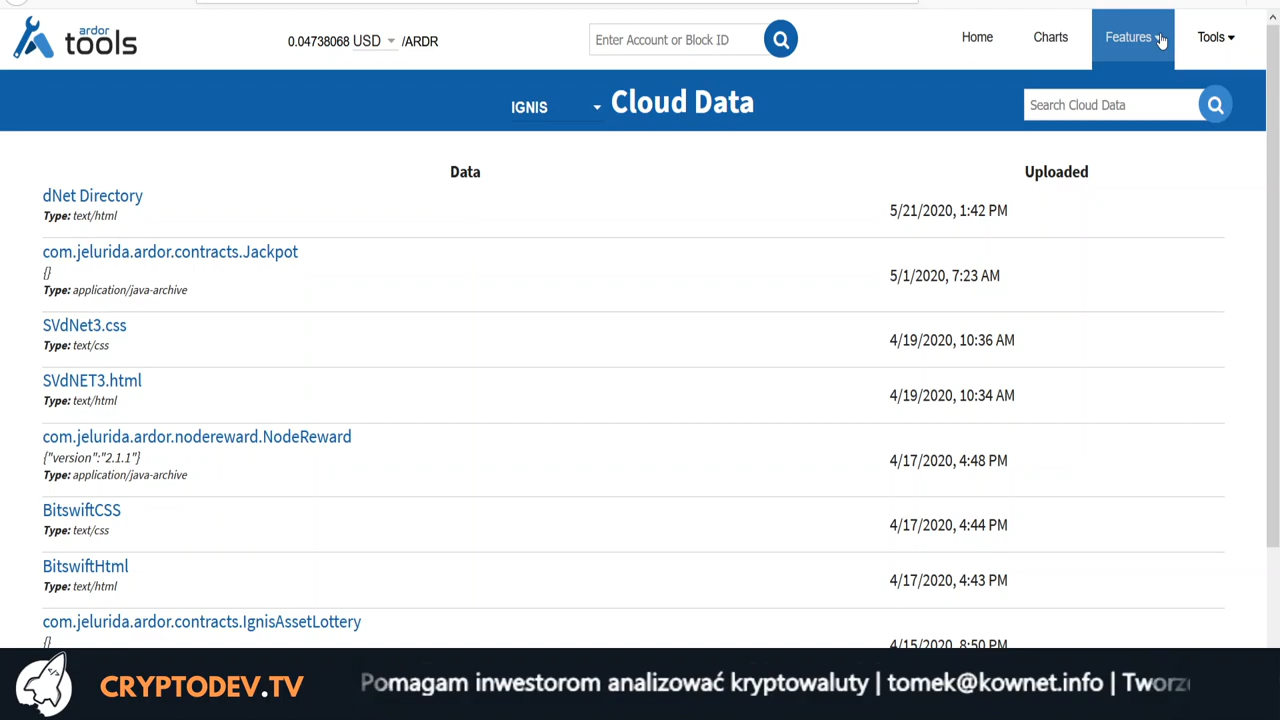 ardor
tools
0.04738068 USD /ARDR
Enter Account or Block ID
Home
Charts
Features
Tools
IGNIS
Cloud Data
Search Cloud Data
Data
Uploaded
dNet Directory
Type: text/html
5/21/2020, 1:42 PM
com.jelurida.ardor.contracts.Jackpot
{}
Type: application/java-archive
5/1/2020, 7:23 AM
SVdNet3.css
Type: text/css
4/19/2020, 10:36 AM
SVdNET3.html
Type: text/html
4/19/2020, 10:34 AM
com.jelurida.ardor.nodereward.NodeReward
{"version":"2.1.1"}
Type: application/java-archive
4/17/2020, 4:48 PM
BitswiftCSS
Type: text/css
4/17/2020, 4:44 PM
BitswiftHtml
Type: text/html
4/17/2020, 4:43 PM
com.jelurida.ardor.contracts.IgnisAssetLottery
{}
4/15/2020, 8:50 PM
CRYPTODEV.TV
Pomagam inwestorom analizować kryptowaluty | tomek@kownet.info |